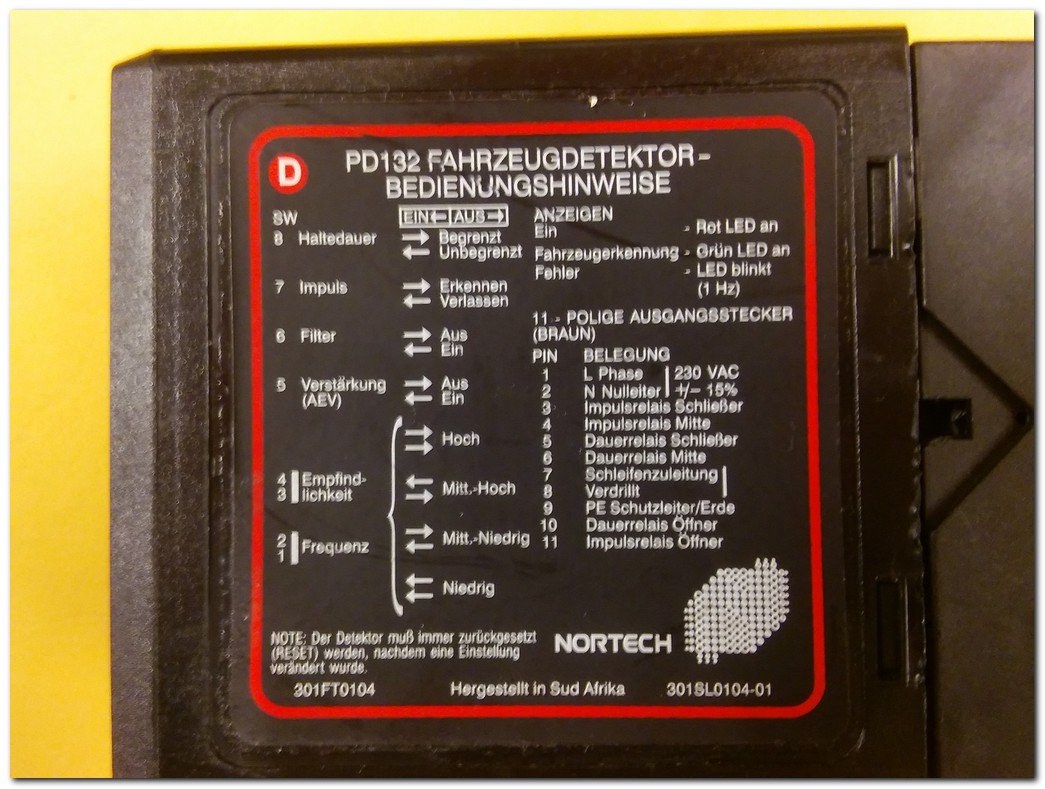 D
PD132 FAHRZEUGDETEKTOR-
BEDIENUNGSHINWEISE
SW EIN← AUS→
8 Haltedauer → Begrenzt
← Unbegrenzt
7 Impuls → Erkennen
← Verlassen
6 Filter → Aus
← Ein
5 Verstärkung → Aus
(AEV) ← Ein
→ Hoch
→
4 Empfind- ← Mitt.-Hoch
3 lichkeit →
2 Frequenz → Mitt.-Niedrig
1 ←
← Niedrig
←
ANZEIGEN
Ein - Rot LED an
Fahrzeugerkennung - Grün LED an
Fehler - LED blinkt
(1 Hz)
11 - POLIGE AUSGANGSSTECKER
(BRAUN)
PIN BELEGUNG
1 L Phase 230 VAC
2 N Nulleiter +/- 15%
3 Impulsrelais Schließer
4 Impulsrelais Mitte
5 Dauerrelais Schließer
6 Dauerrelais Mitte
7 Schleifenzuleitung
8 Verdrillt
9 PE Schutzleiter/Erde
10 Dauerrelais Öffner
11 Impulsrelais Öffner
NOTE: Der Detektor muß immer zurückgesetzt
(RESET) werden, nachdem eine Einstellung
verändert wurde.
NORTECH
301FT0104 Hergestellt in Sud Afrika 301SL0104-01